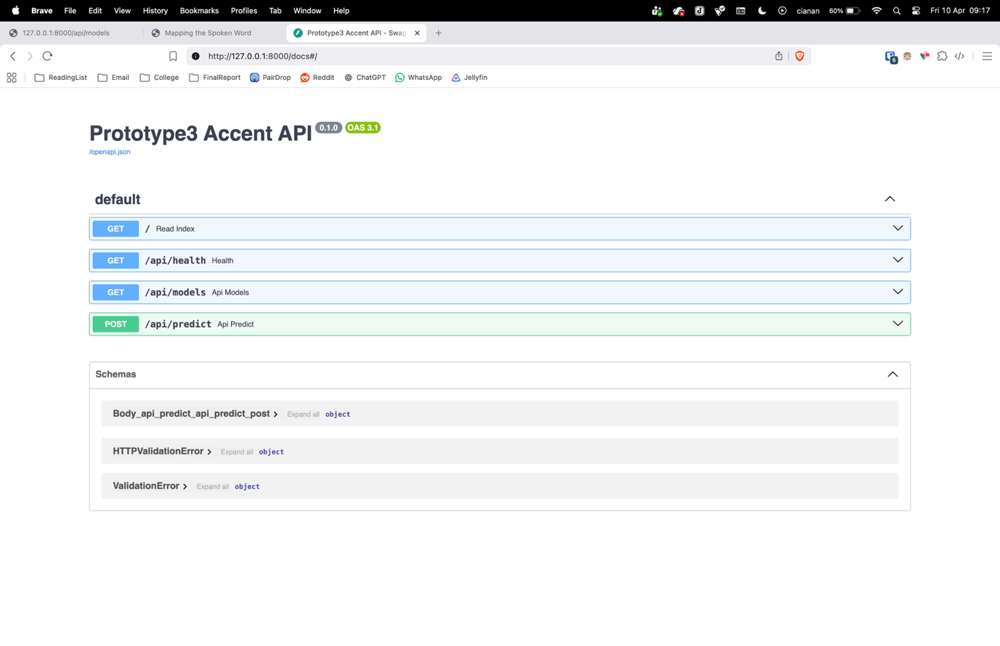 Brave File Edit View History Bookmarks Profiles Tab Window Help cianan 60% Fri 10 Apr 09:17
127.0.0.1:8000/api/models Mapping the Spoken Word Prototype3 Accent API - Swag
http://127.0.0.1:8000/docs#/ 5
ReadingList Email College FinalReport PairDrop Reddit ChatGPT WhatsApp Jellyfin
Prototype3 Accent API 0.1.0 OAS 3.1
/openapi.json
default
GET / Read Index
GET /api/health Health
GET /api/models Api Models
POST /api/predict Api Predict
Schemas
Body_api_predict_api_predict_post Expand all object
HTTPValidationError Expand all object
ValidationError Expand all object